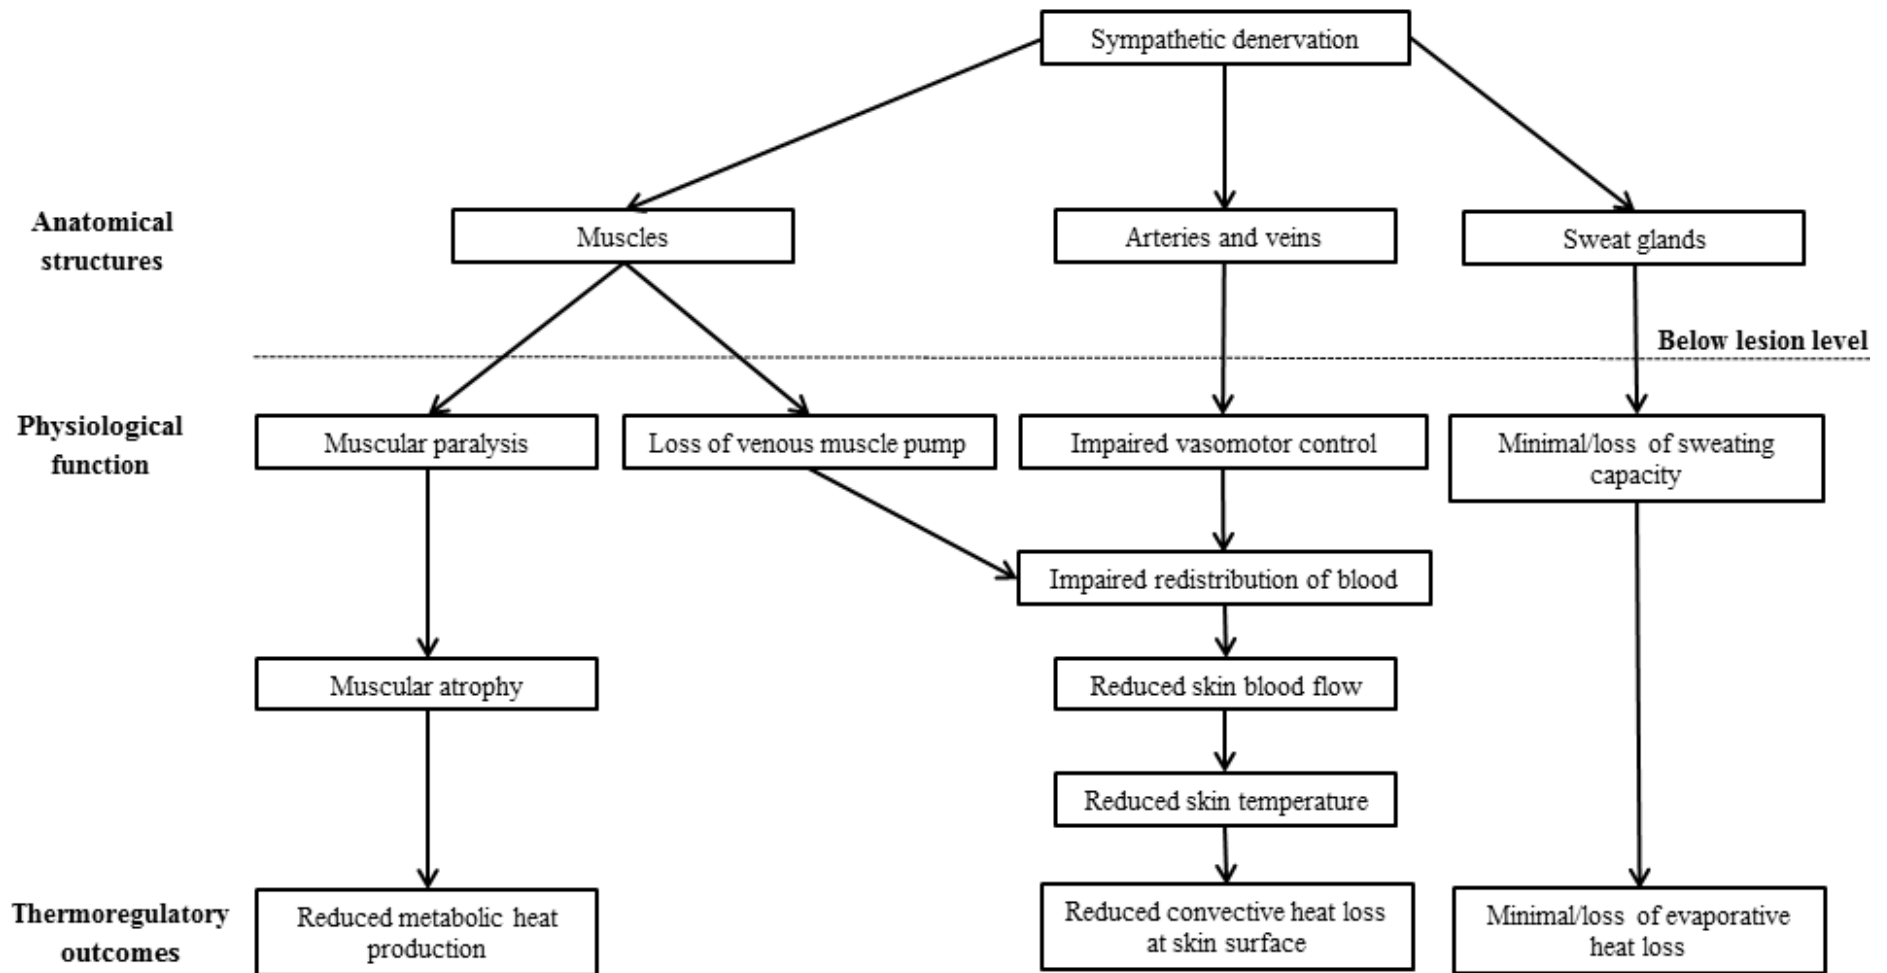 Sympathetic denervation
Anatomical
structures
Muscles
Arteries and veins
Sweat glands
Below lesion level
Physiological
function
Muscular paralysis
Loss of venous muscle pump
Impaired vasomotor control
Minimal/loss of sweating
capacity
Impaired redistribution of blood
Muscular atrophy
Reduced skin blood flow
Reduced skin temperature
Thermoregulatory
outcomes
Reduced metabolic heat
production
Reduced convective heat loss
at skin surface
Minimal/loss of evaporative
heat loss